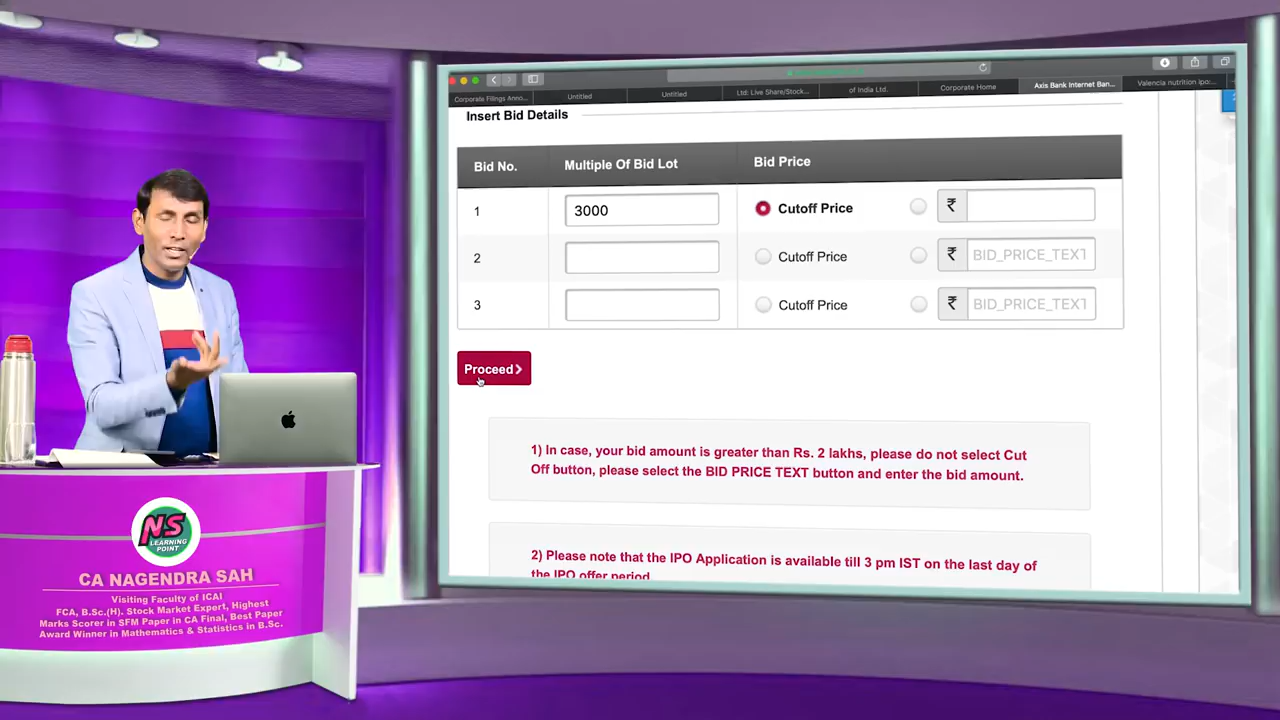 Corporate Filings Anno...
Untitled
Untitled
Ltd: Live Share/Stock...
of India Ltd.
Corporate Home
Axis Bank Internet Ban...
Valencia nutrition ipo:...
Insert Bid Details
Bid No. Multiple Of Bid Lot Bid Price
1 3000 Cutoff Price ₹
2 Cutoff Price ₹ BID_PRICE_TEXT
3 Cutoff Price ₹ BID_PRICE_TEXT
Proceed
1) In case, your bid amount is greater than Rs. 2 lakhs, please do not select Cut
Off button, please select the BID PRICE TEXT button and enter the bid amount.
2) Please note that the IPO Application is available till 3 pm IST on the last day of
the IPO offer period
NS
LEARNING
POINT
CA NAGENDRA SAH
Visiting Faculty of ICAI
FCA, B.Sc.(H). Stock Market Expert, Highest
Marks Scorer in SFM Paper in CA Final, Best Paper
Award Winner in Mathematics & Statistics in B.Sc.